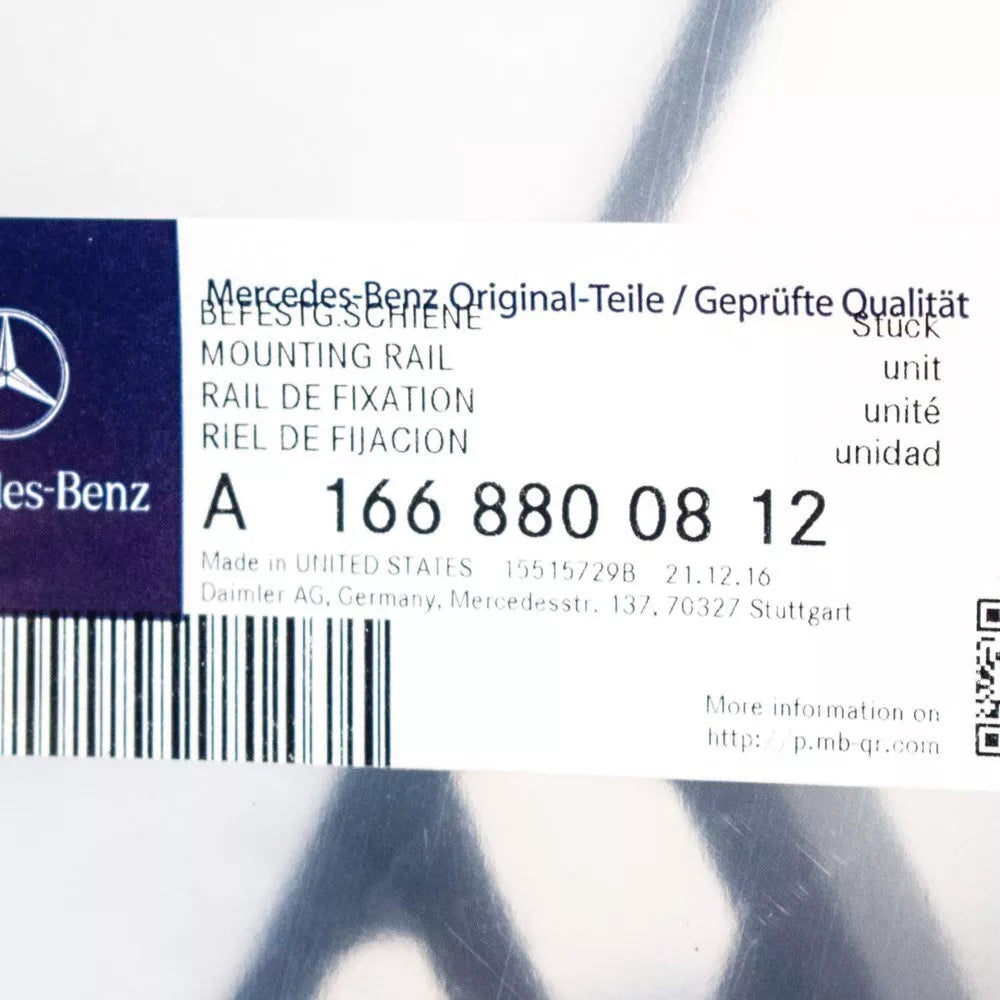 Mercedes-Benz Original-Teile / Geprüfte Qualität
BEFESTG.SCHIENE Stück
MOUNTING RAIL unit
RAIL DE FIXATION unité
RIEL DE FIJACION unidad
des-Benz
A 166 880 08 12
Made in UNITED STATES 15515729B 21.12.16
Daimler AG, Germany, Mercedesstr. 137, 70327 Stuttgart
More information on
http://p.mb-qr.com